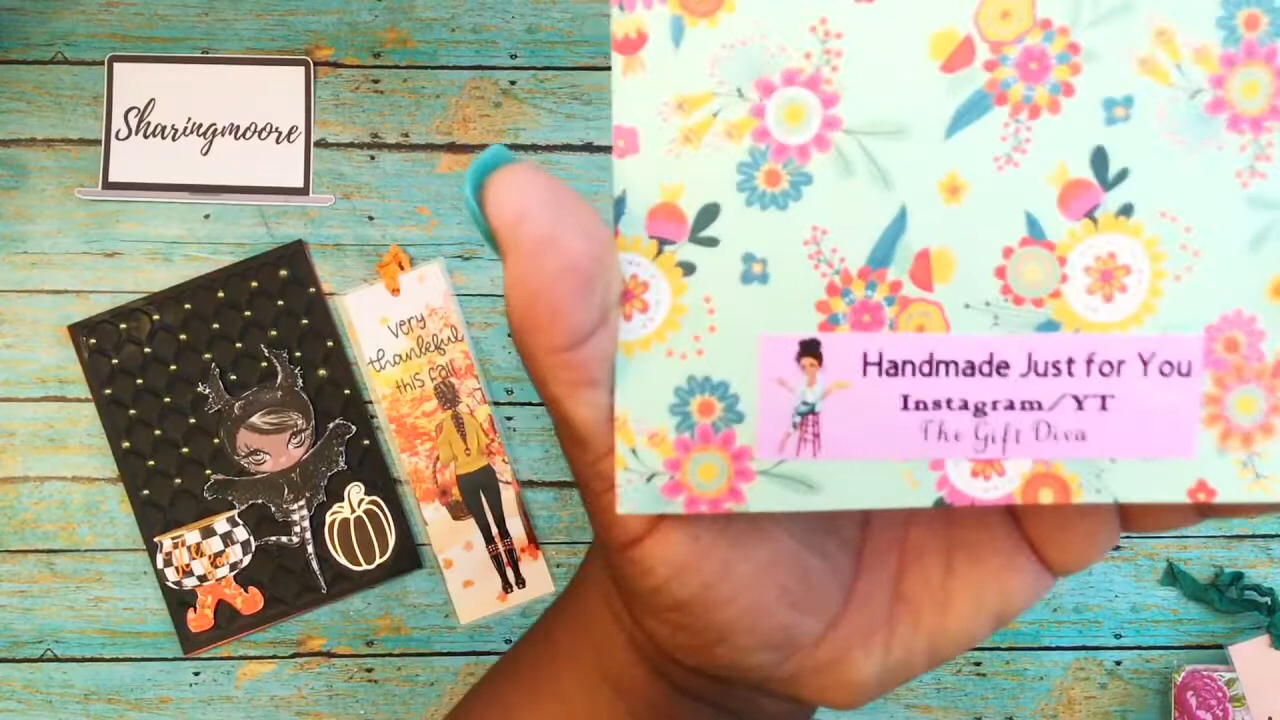 Sharingmoore
very
thankful
this fall
Handmade Just for You
Instagram/YT
The Gift Diva